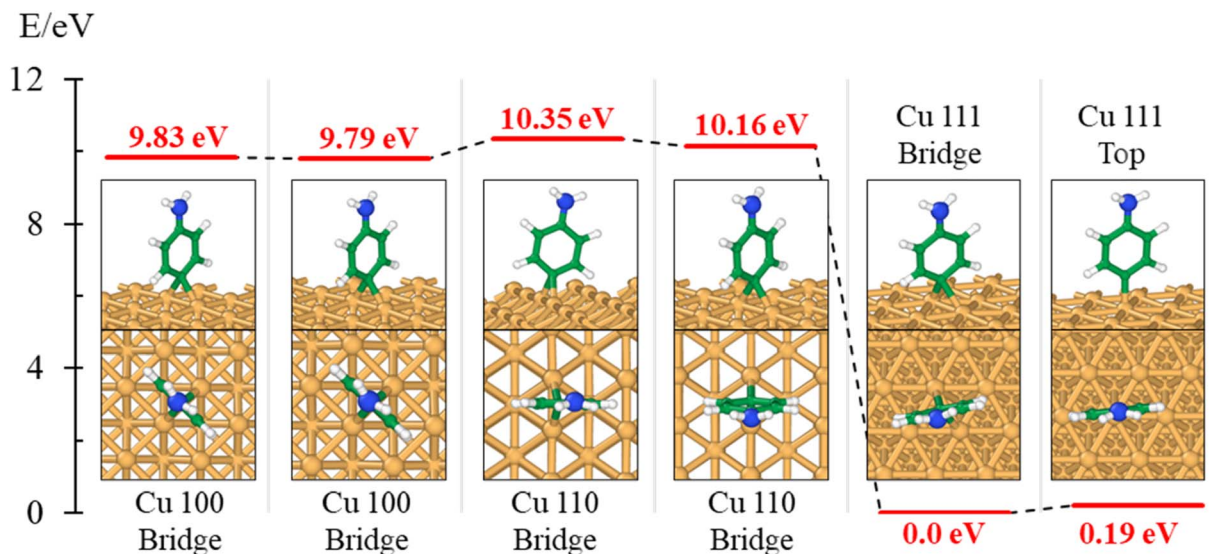 E/eV
12
8
4
0
9.83 eV
9.79 eV
10.35 eV
10.16 eV
Cu 111
Bridge
Cu 111
Top
Cu 100
Bridge
Cu 100
Bridge
Cu 110
Bridge
Cu 110
Bridge
0.0 eV
0.19 eV